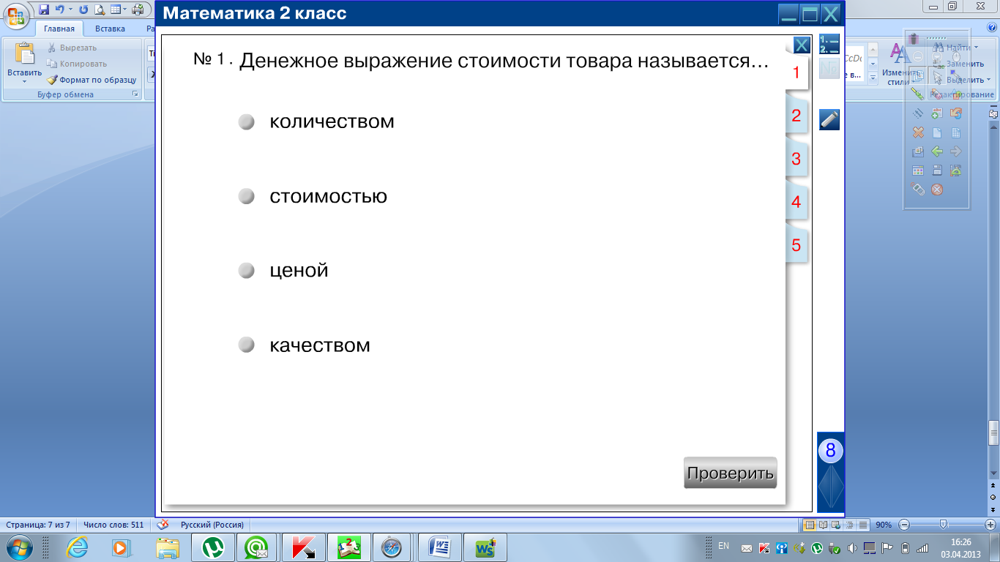 Математика 2 класс
Главная
Вставка
Вырезать
Копировать
Формат по образцу
Вставить
Буфер обмена
№ 1 . Денежное выражение стоимости товара называется...
количеством
стоимостью
ценой
качеством
Проверить
1
2
3
4
5
8
Изменить
стили
Найти
Заменить
Выделить
Редактирование
Страница: 7 из 7
Число слов: 511
Русский (Россия)
90%
EN
16:26
03.04.2013